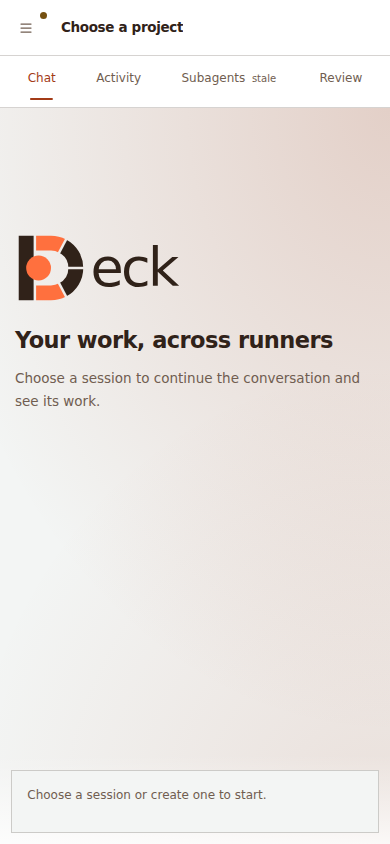 Choose a project
Chat Activity Subagents stale Review
Deck
Your work, across runners
Choose a session to continue the conversation and
see its work.
Choose a session or create one to start.